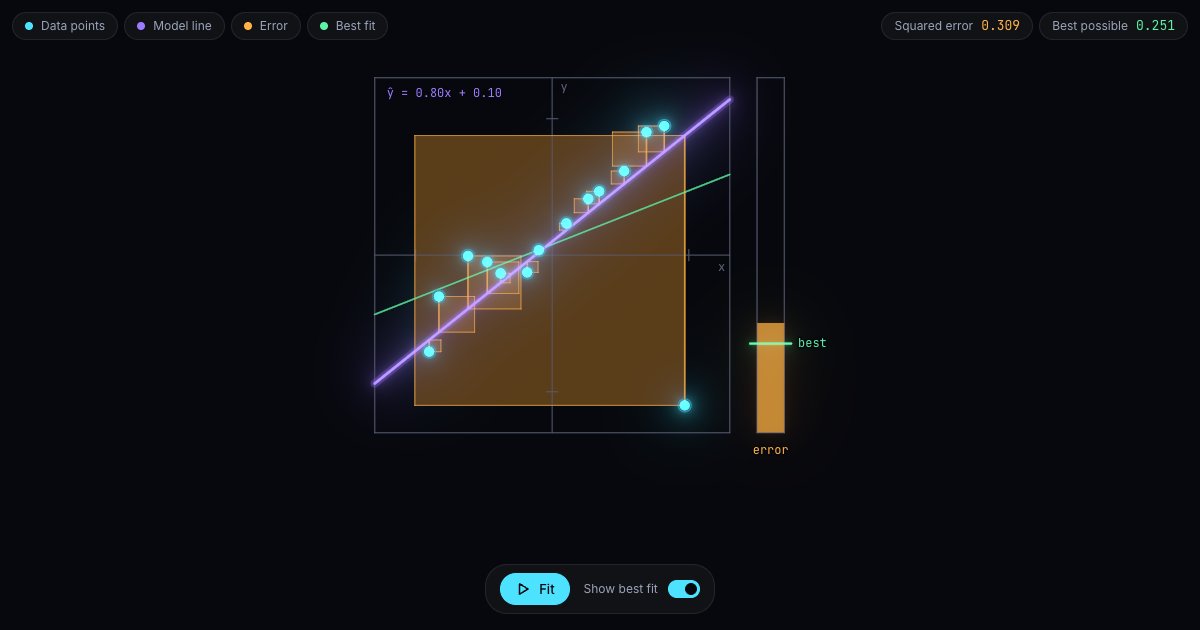 Data points
Model line
Error
Best fit
Squared error 0.309
Best possible 0.251
ŷ = 0.80x + 0.10
y
x
best
error
Fit
Show best fit